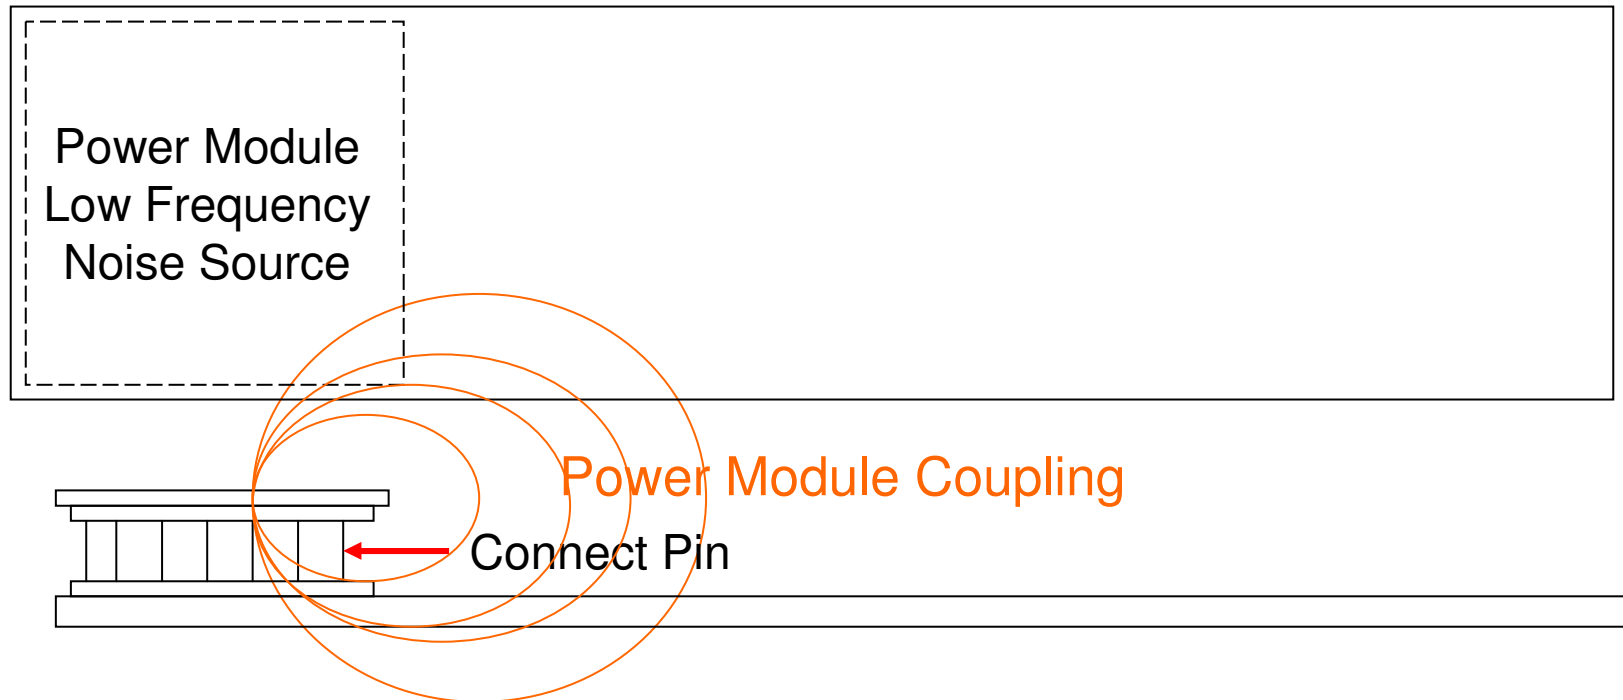 Power Module
Low Frequency
Noise Source
Power Module Coupling
Connect Pin